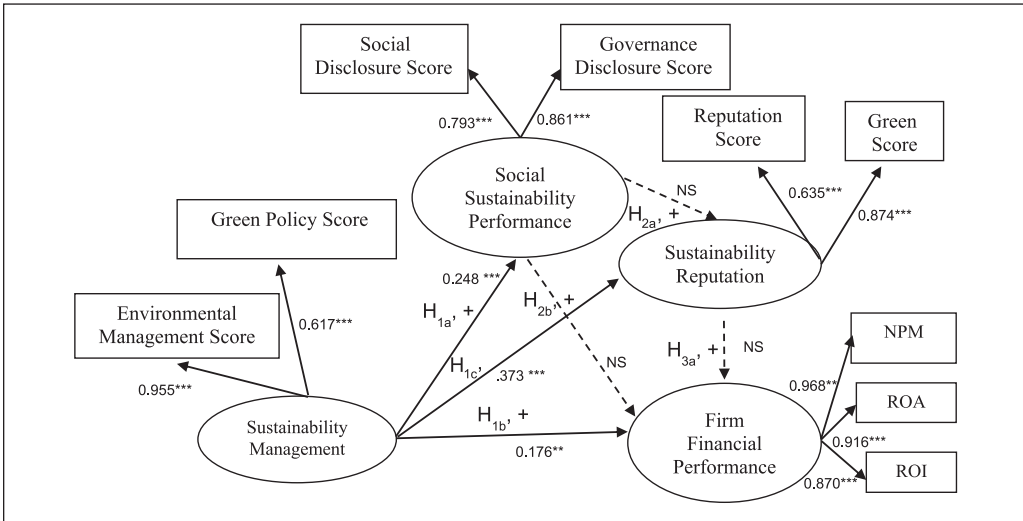 Social
Disclosure Score
Governance
Disclosure Score
0.793***
0.861***
Reputation
Score
Green
Score
Social
Sustainability
Performance
NS
H2a, +
0.635***
0.874***
Green Policy Score
Sustainability
Reputation
0.248 ***
H1a, +
H2b, +
Environmental
Management Score
0.617***
0.955***
H1c,
.373 ***
NS
H3a, +
NS
NPM
0.968**
ROA
0.916***
ROI
0.870***
Sustainability
Management
H1b, +
0.176**
Firm
Financial
Performance